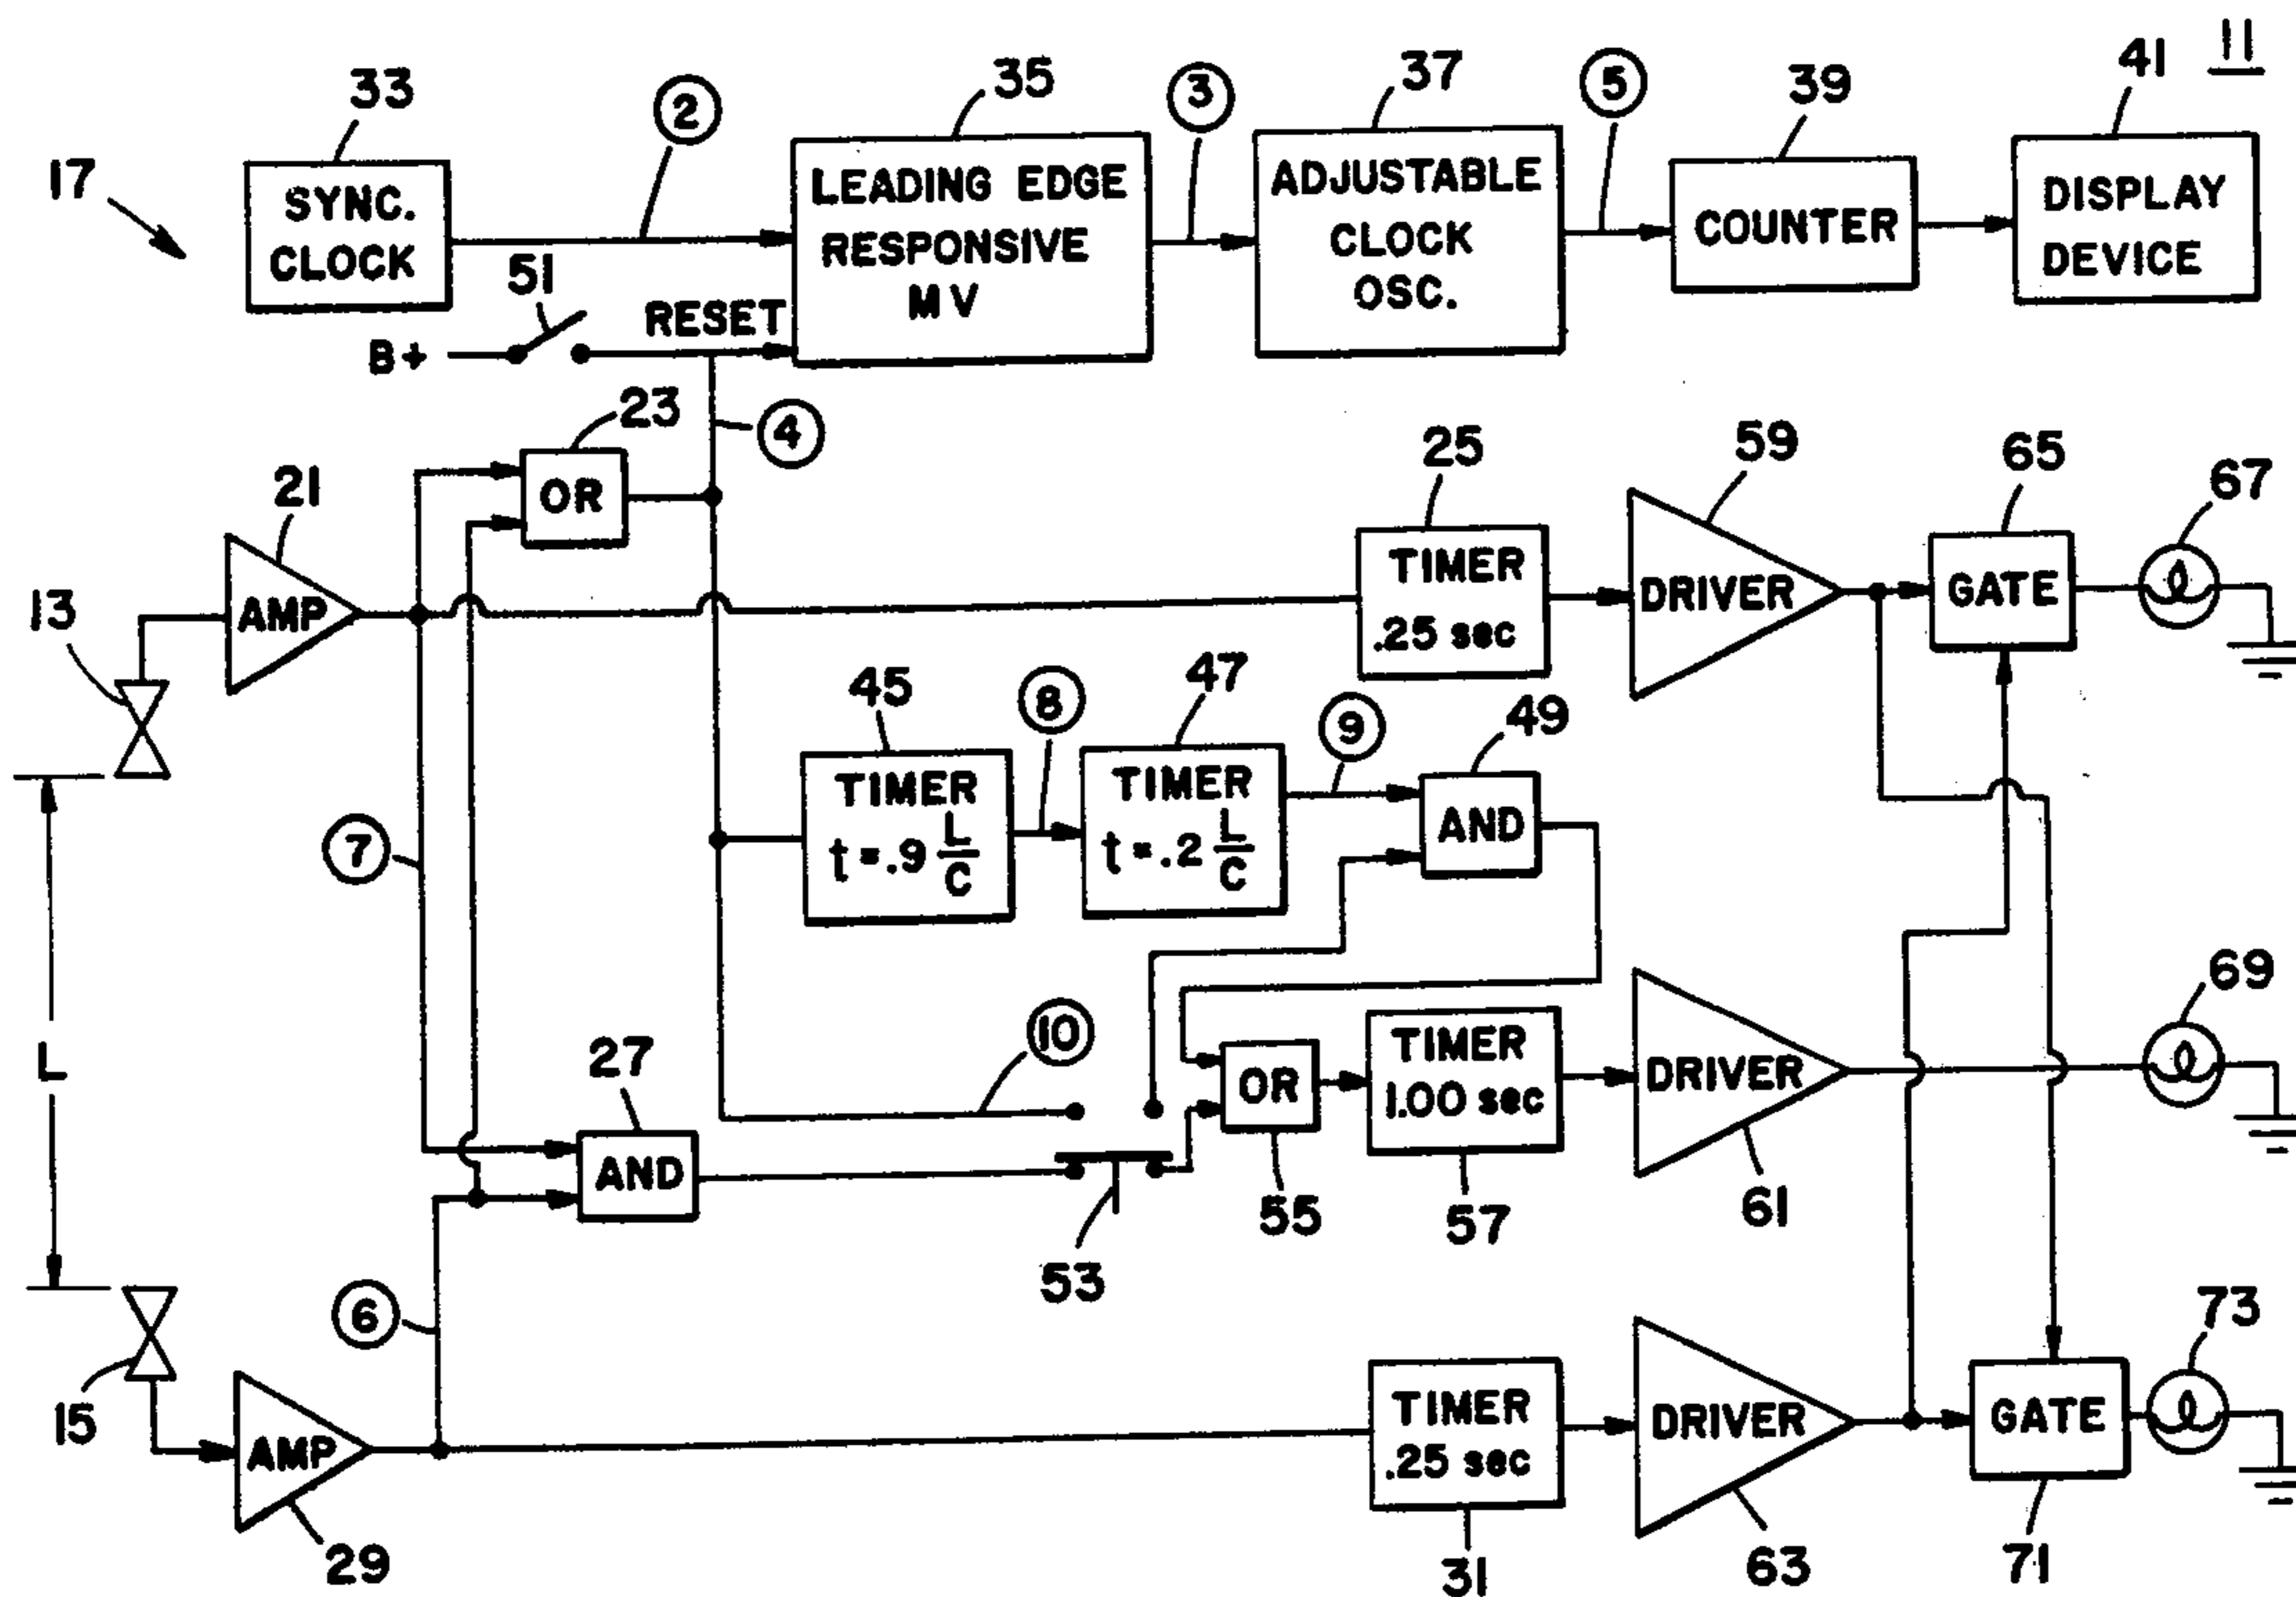 11
17
33
SYNC.
CLOCK
2
35
LEADING EDGE
RESPONSIVE
MV
3
37
ADJUSTABLE
CLOCK
OSC.
5
39
COUNTER
41
DISPLAY
DEVICE
51
B+
RESET
4
23
OR
21
AMP
13
25
TIMER
.25 sec
59
DRIVER
65
GATE
67
45
TIMER
t=.9 L/C
8
47
TIMER
t=.2 L/C
9
49
AND
7
L
10
27
AND
53
OR
55
TIMER
1.00 sec
57
DRIVER
61
69
6
15
AMP
29
TIMER
.25 sec
31
DRIVER
63
GATE
71
73